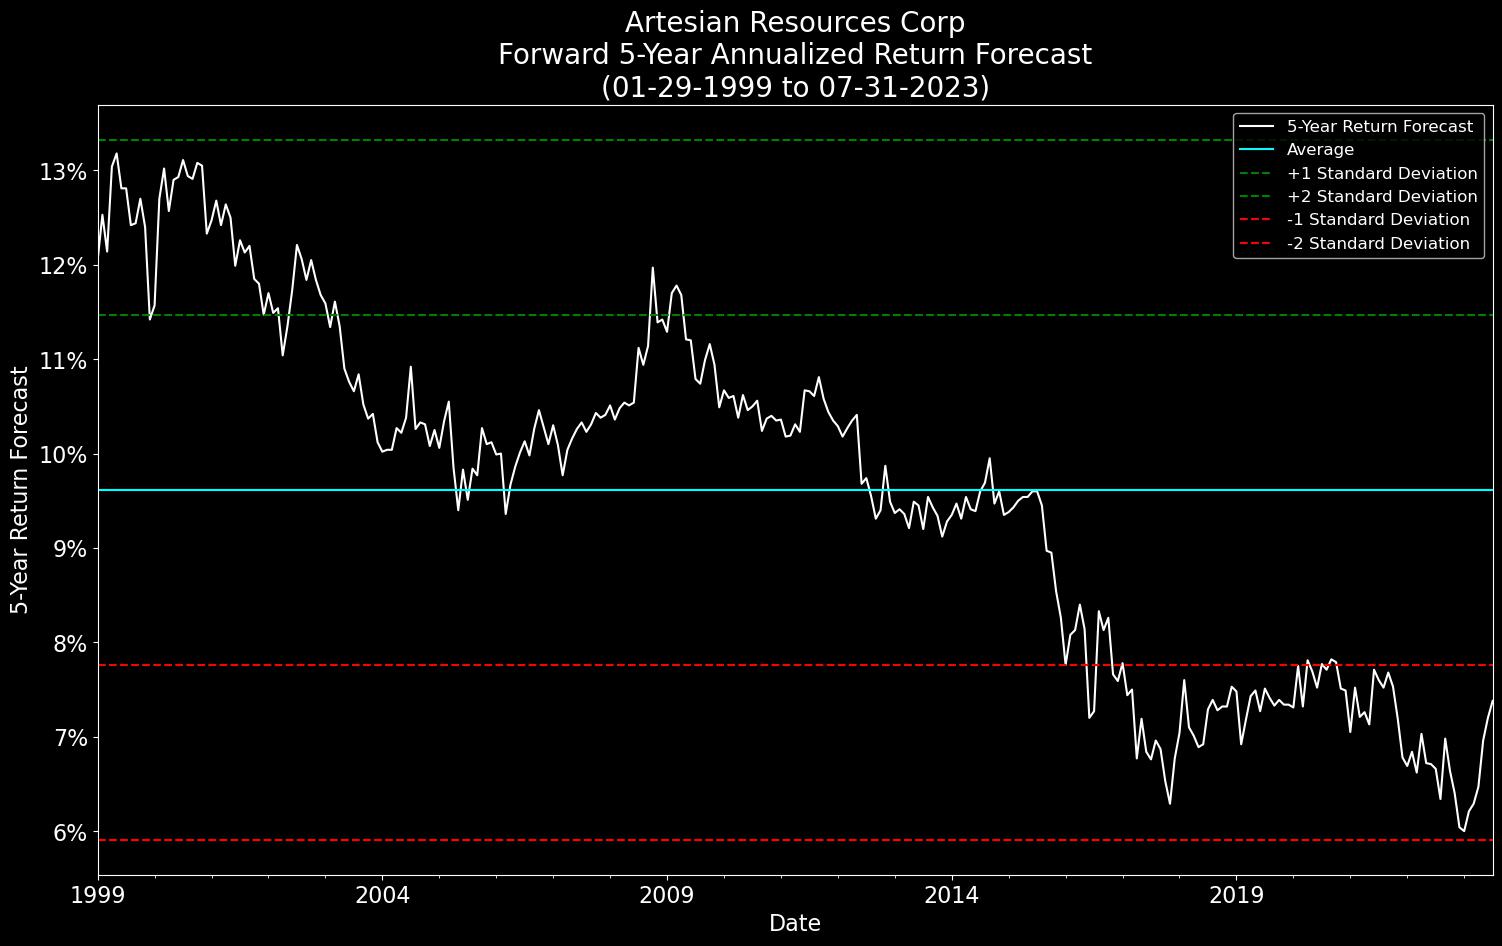 Artesian Resources Corp
Forward 5-Year Annualized Return Forecast
(01-29-1999 to 07-31-2023)
5-Year Return Forecast
Average
+1 Standard Deviation
+2 Standard Deviation
-1 Standard Deviation
-2 Standard Deviation
13%
12%
11%
10%
9%
8%
7%
6%
5-Year Return Forecast
1999
2004
2009
2014
2019
Date